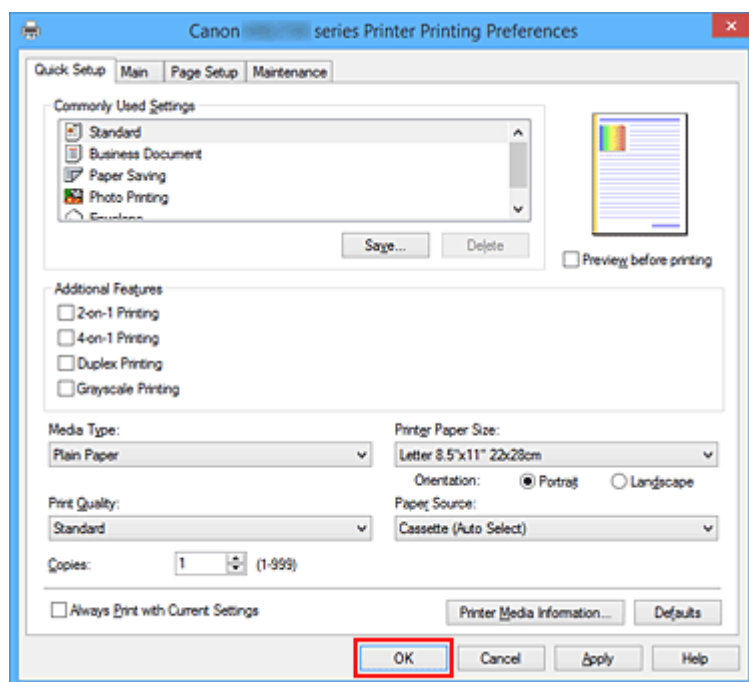 Canon series Printer Printing Preferences
Quick Setup Main Page Setup Maintenance
Commonly Used Settings
Standard
Business Document
Paper Saving
Photo Printing
Envelope
Save... Delete
Preview before printing
Additional Features
2-on-1 Printing
4-on-1 Printing
Duplex Printing
Grayscale Printing
Media Type: Printer Paper Size:
Plain Paper Letter 8.5"x11" 22x28cm
Orientation: Portrait Landscape
Print Quality: Paper Source:
Standard Cassette (Auto Select)
Copies: 1 (1-999)
Always Print with Current Settings Printer Media Information... Defaults
OK Cancel Apply Help